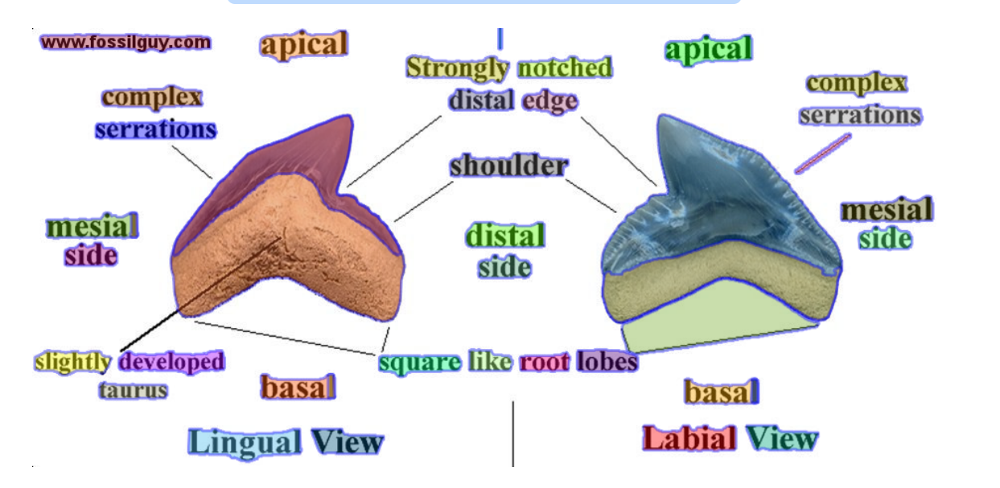 www.fossilguy.com
apical
apical
Strongly notched
distal edge
complex
serrations
complex
serrations
shoulder
mesial
side
distal
side
mesial
side
slightly developed
taurus
square like root lobes
basal
basal
Lingual View
Labial View